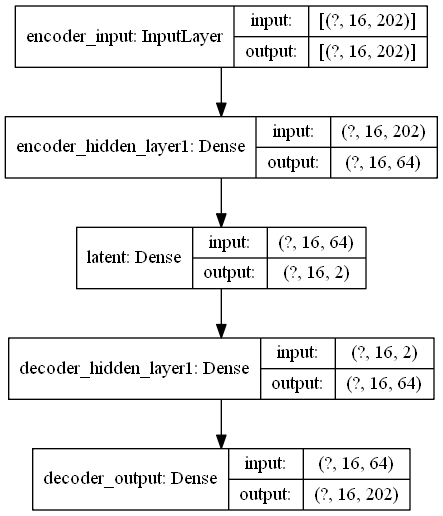 encoder_input: InputLayer
input: [(?, 16, 202)]
output: [(?, 16, 202)]
encoder_hidden_layer1: Dense
input: (?, 16, 202)
output: (?, 16, 64)
latent: Dense
input: (?, 16, 64)
output: (?, 16, 2)
decoder_hidden_layer1: Dense
input: (?, 16, 2)
output: (?, 16, 64)
decoder_output: Dense
input: (?, 16, 64)
output: (?, 16, 202)